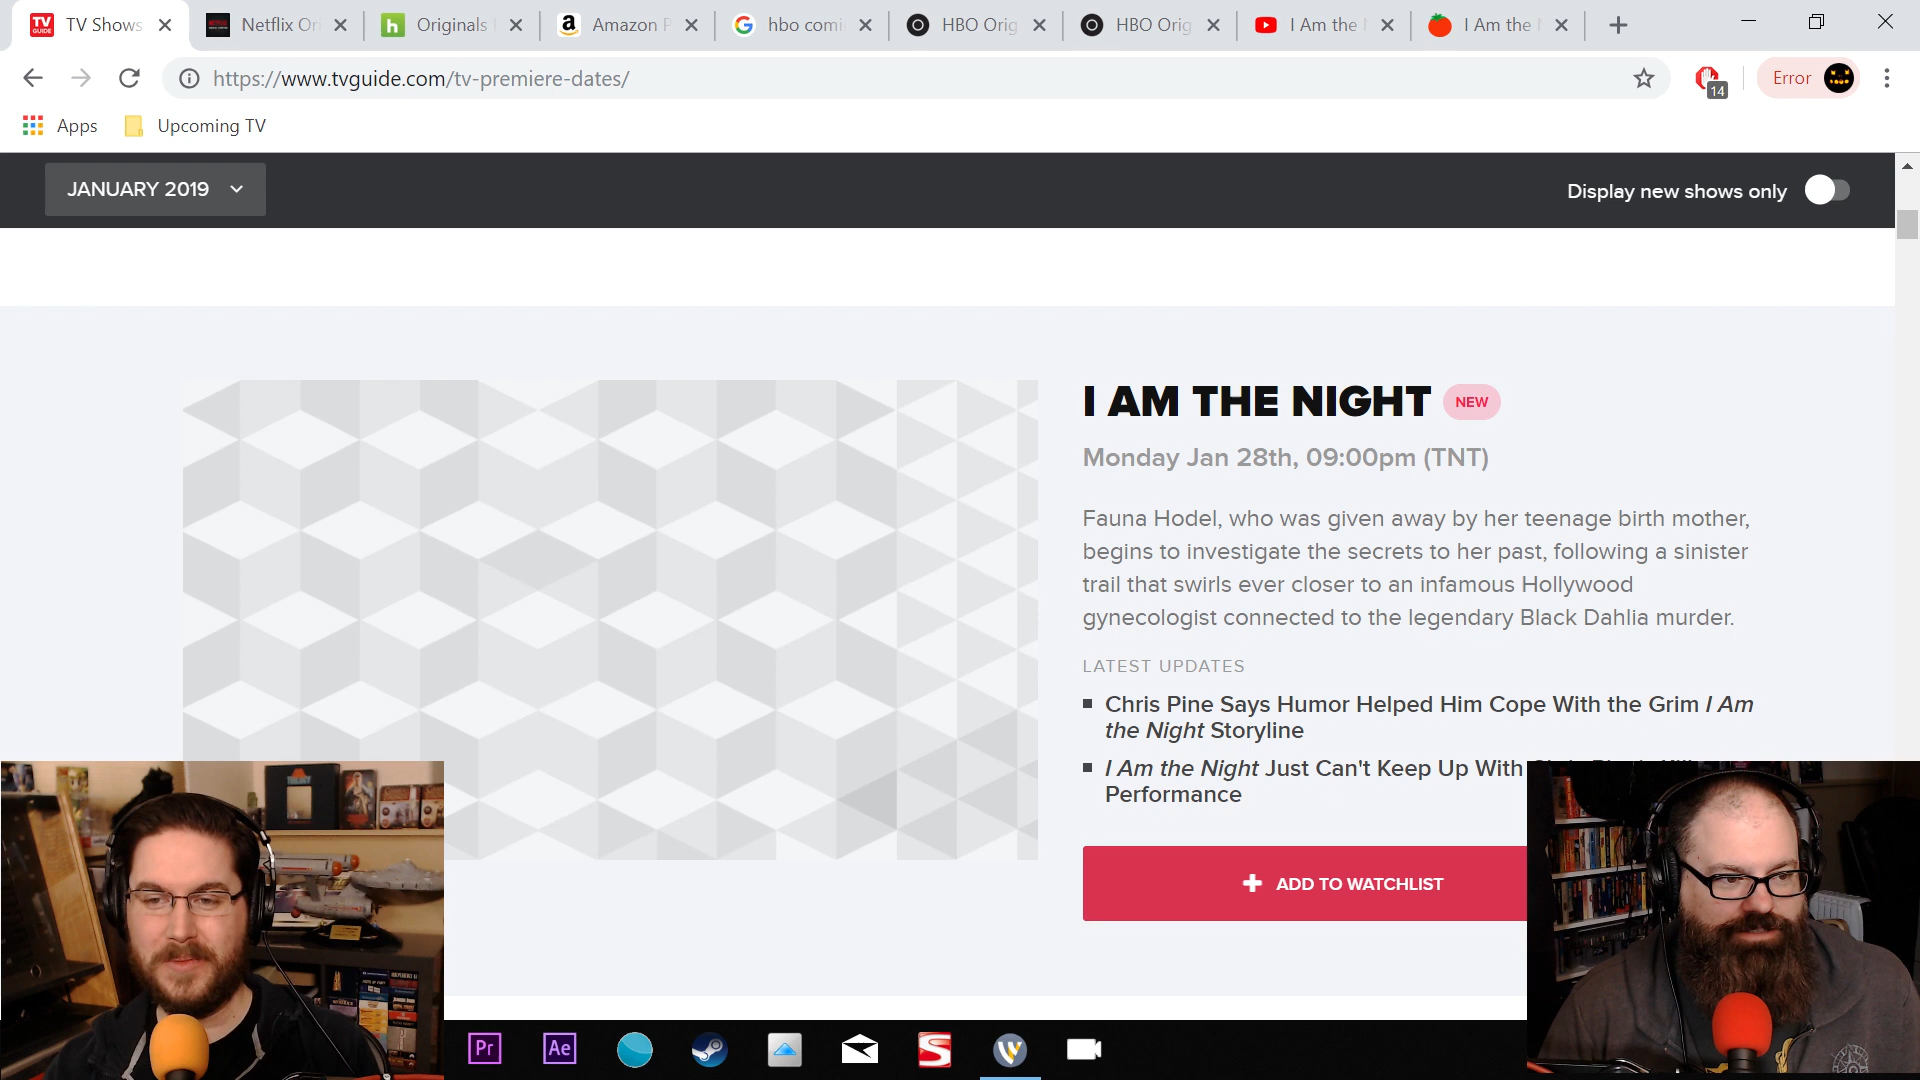 TV Shows
Netflix Ori
Originals
Amazon P
hbo comi
HBO Orig
HBO Orig
I Am the
I Am the
https://www.tvguide.com/tv-premiere-dates/
14
Error
Apps
Upcoming TV
JANUARY 2019
Display new shows only
I AM THE NIGHT
NEW
Monday Jan 28th, 09:00pm (TNT)
Fauna Hodel, who was given away by her teenage birth mother,
begins to investigate the secrets to her past, following a sinister
trail that swirls ever closer to an infamous Hollywood
gynecologist connected to the legendary Black Dahlia murder.
LATEST UPDATES
Chris Pine Says Humor Helped Him Cope With the Grim I Am
the Night Storyline
I Am the Night Just Can't Keep Up With
Performance
+ ADD TO WATCHLIST
Pr
Ae